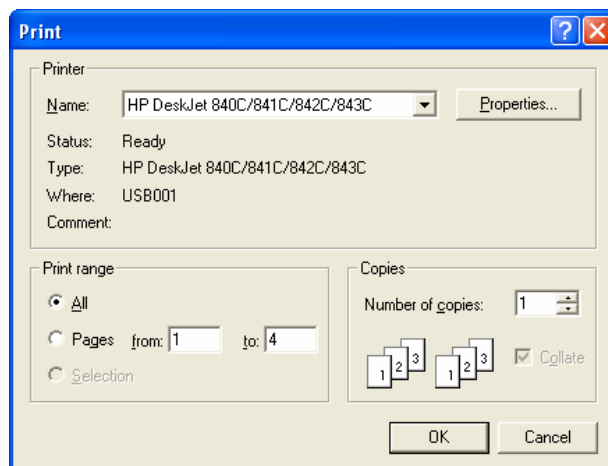 Print
Printer
Name: HP DeskJet 840C/841C/842C/843C Properties...
Status: Ready
Type: HP DeskJet 840C/841C/842C/843C
Where: USB001
Comment:
Print range
All
Pages from: 1 to: 4
Selection
Copies
Number of copies: 1
1 2 3 1 2 3 Collate
OK Cancel